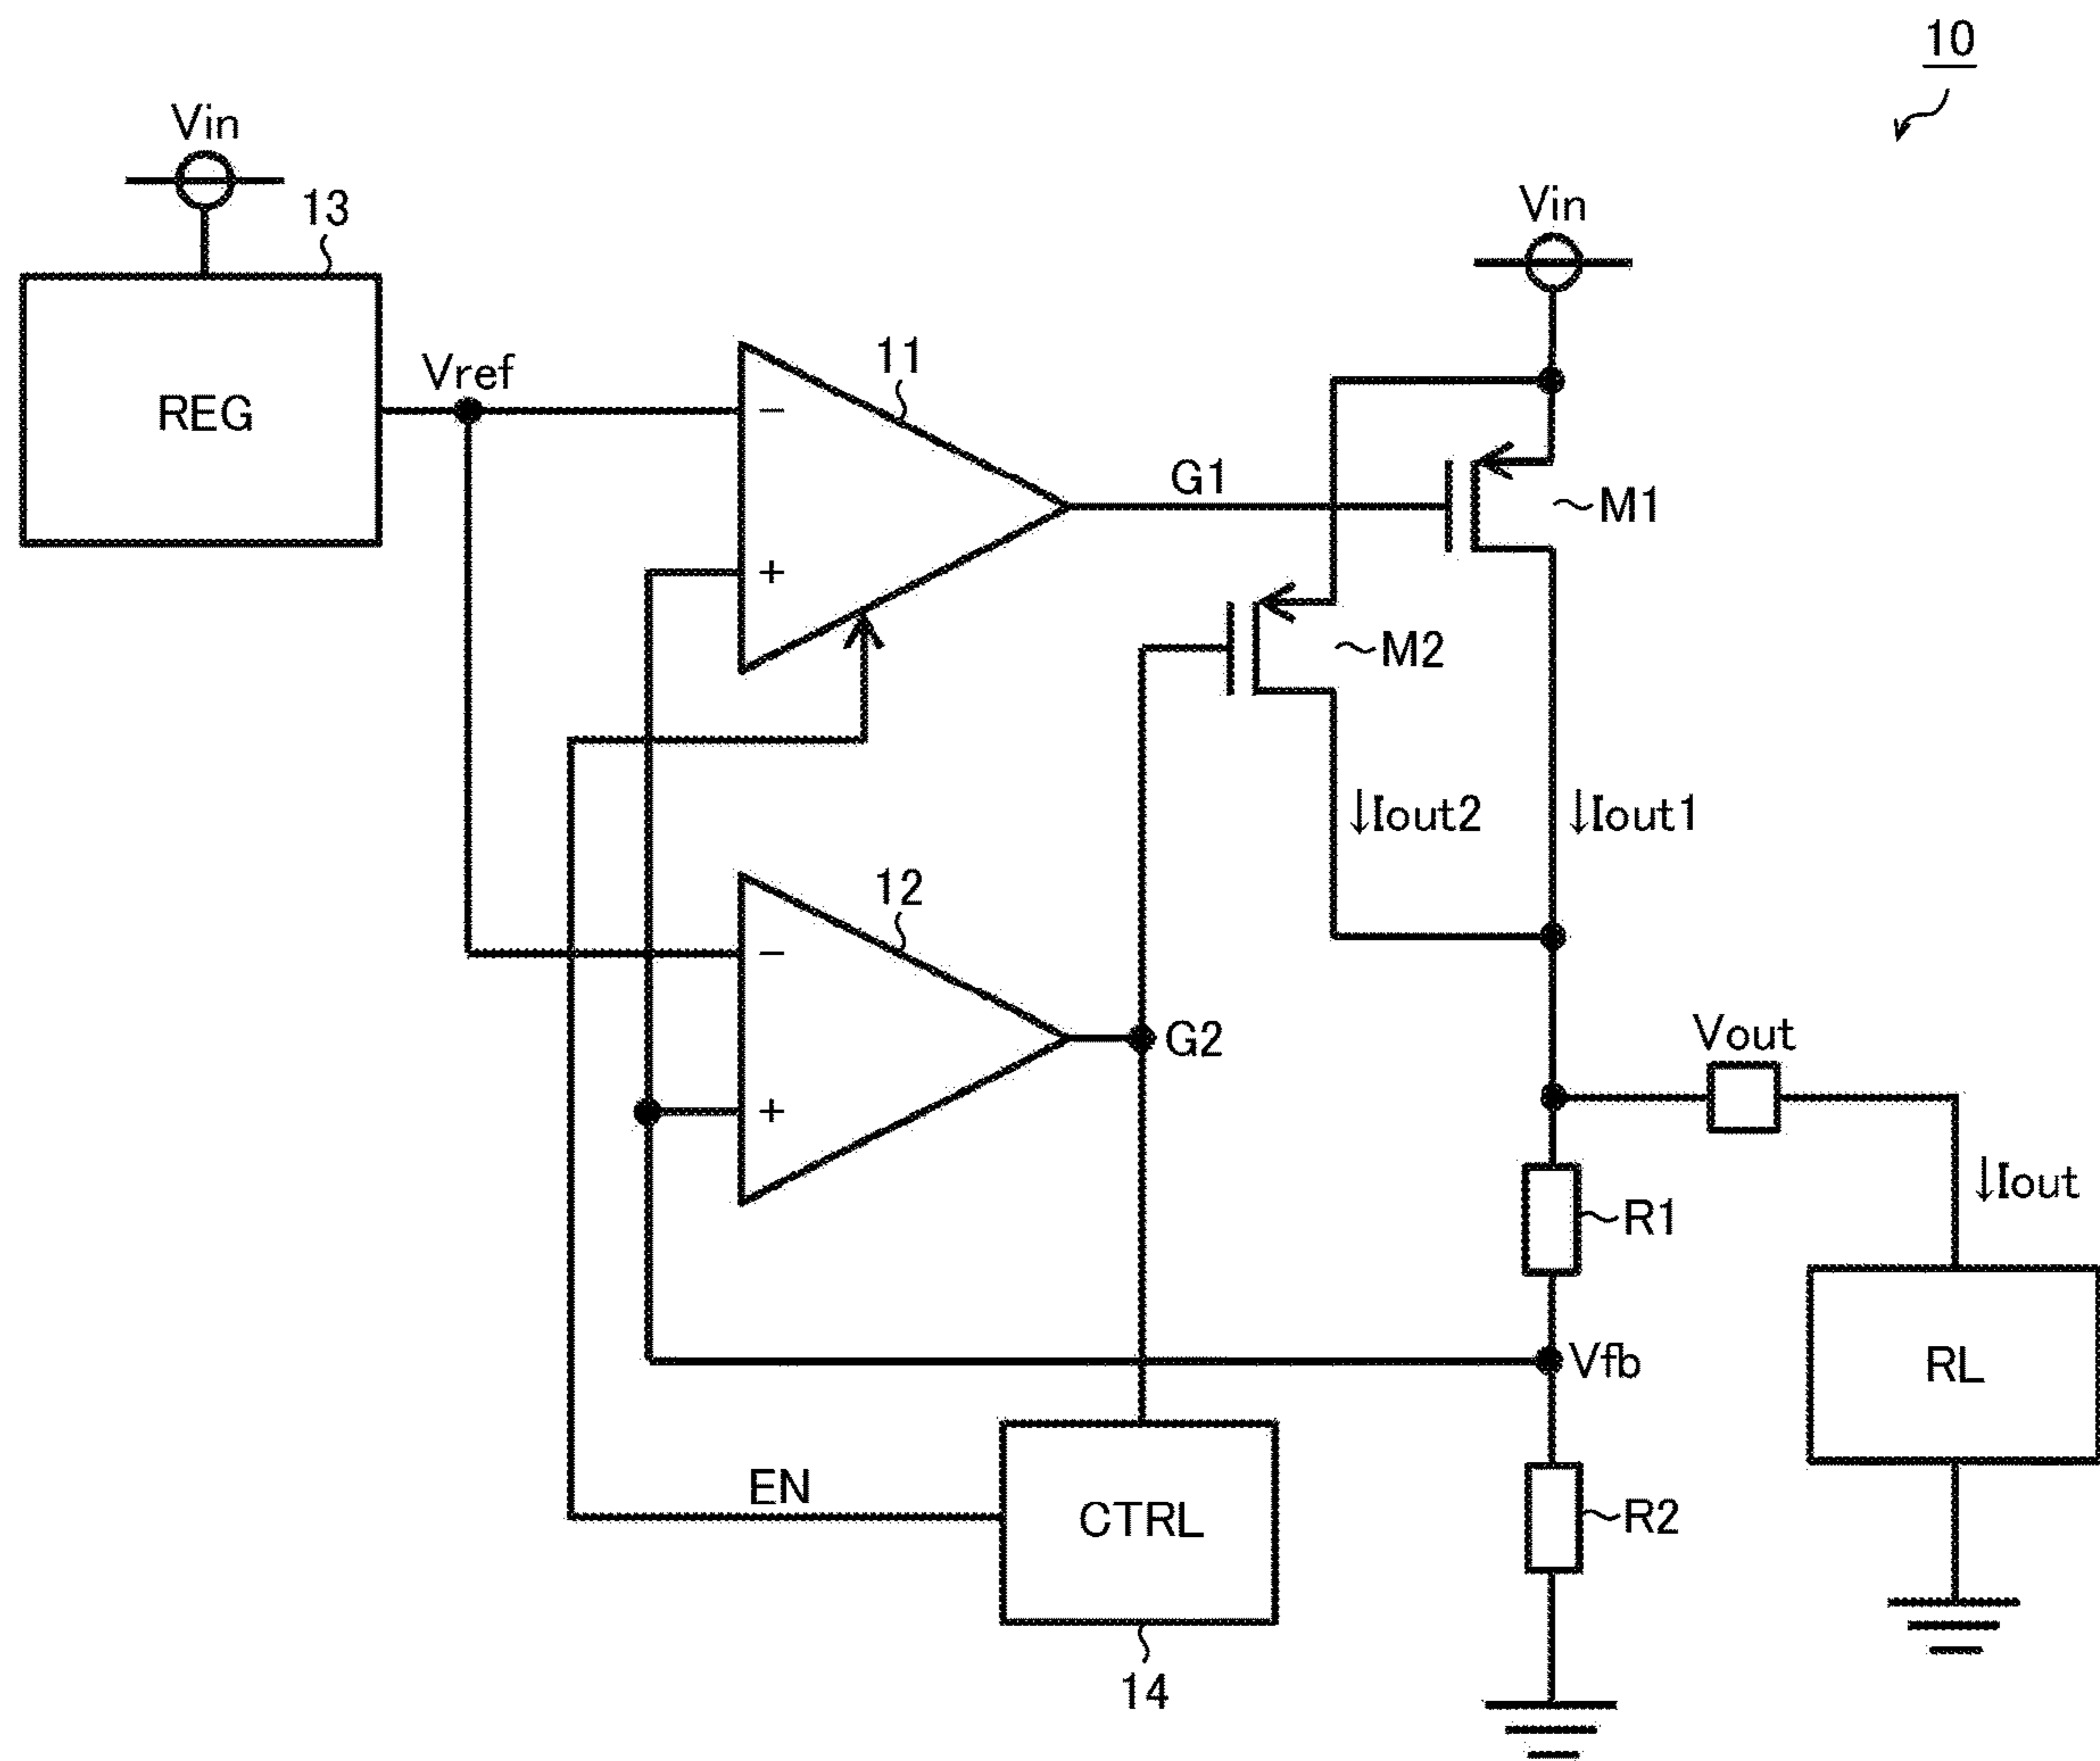 10
Vin
13
Vin
REG
Vref
11
−
G1
M1
+
M2
↓Iout2
↓Iout1
12
−
G2
Vout
+
↓Iout
R1
Vfb
RL
EN
CTRL
R2
14